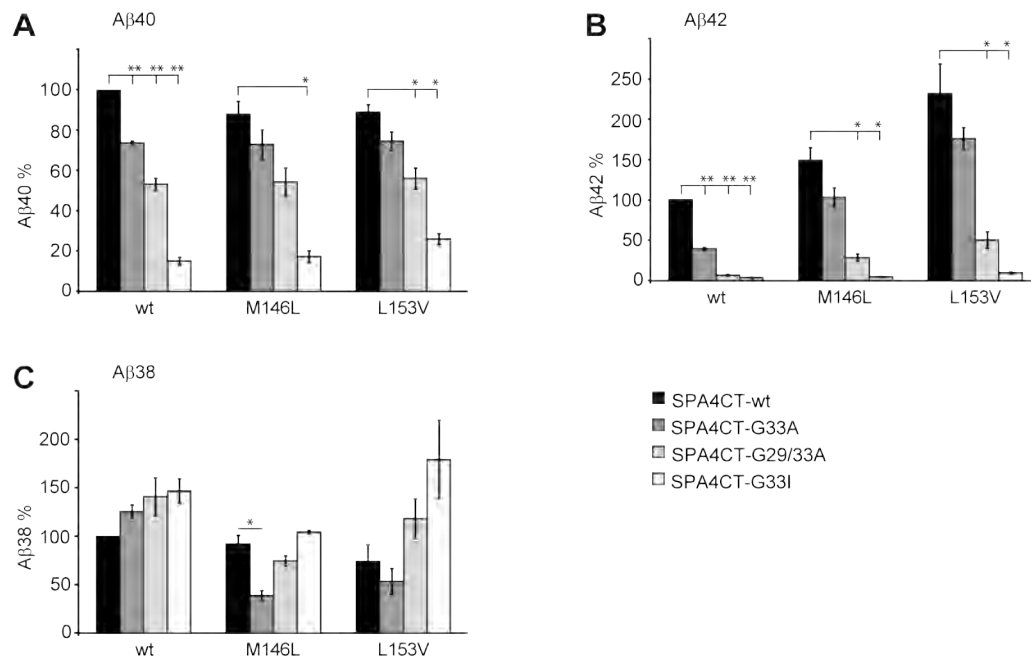 A Aβ40
Aβ40 %
100
80
60
40
20
0
** ** **
*
* *
wt M146L L153V
B Aβ42
Aβ42 %
250
200
150
100
50
0
** ** **
* *
* *
wt M146L L153V
C Aβ38
Aβ38 %
200
150
100
50
0
*
wt M146L L153V
SPA4CT-wt
SPA4CT-G33A
SPA4CT-G29/33A
SPA4CT-G33I